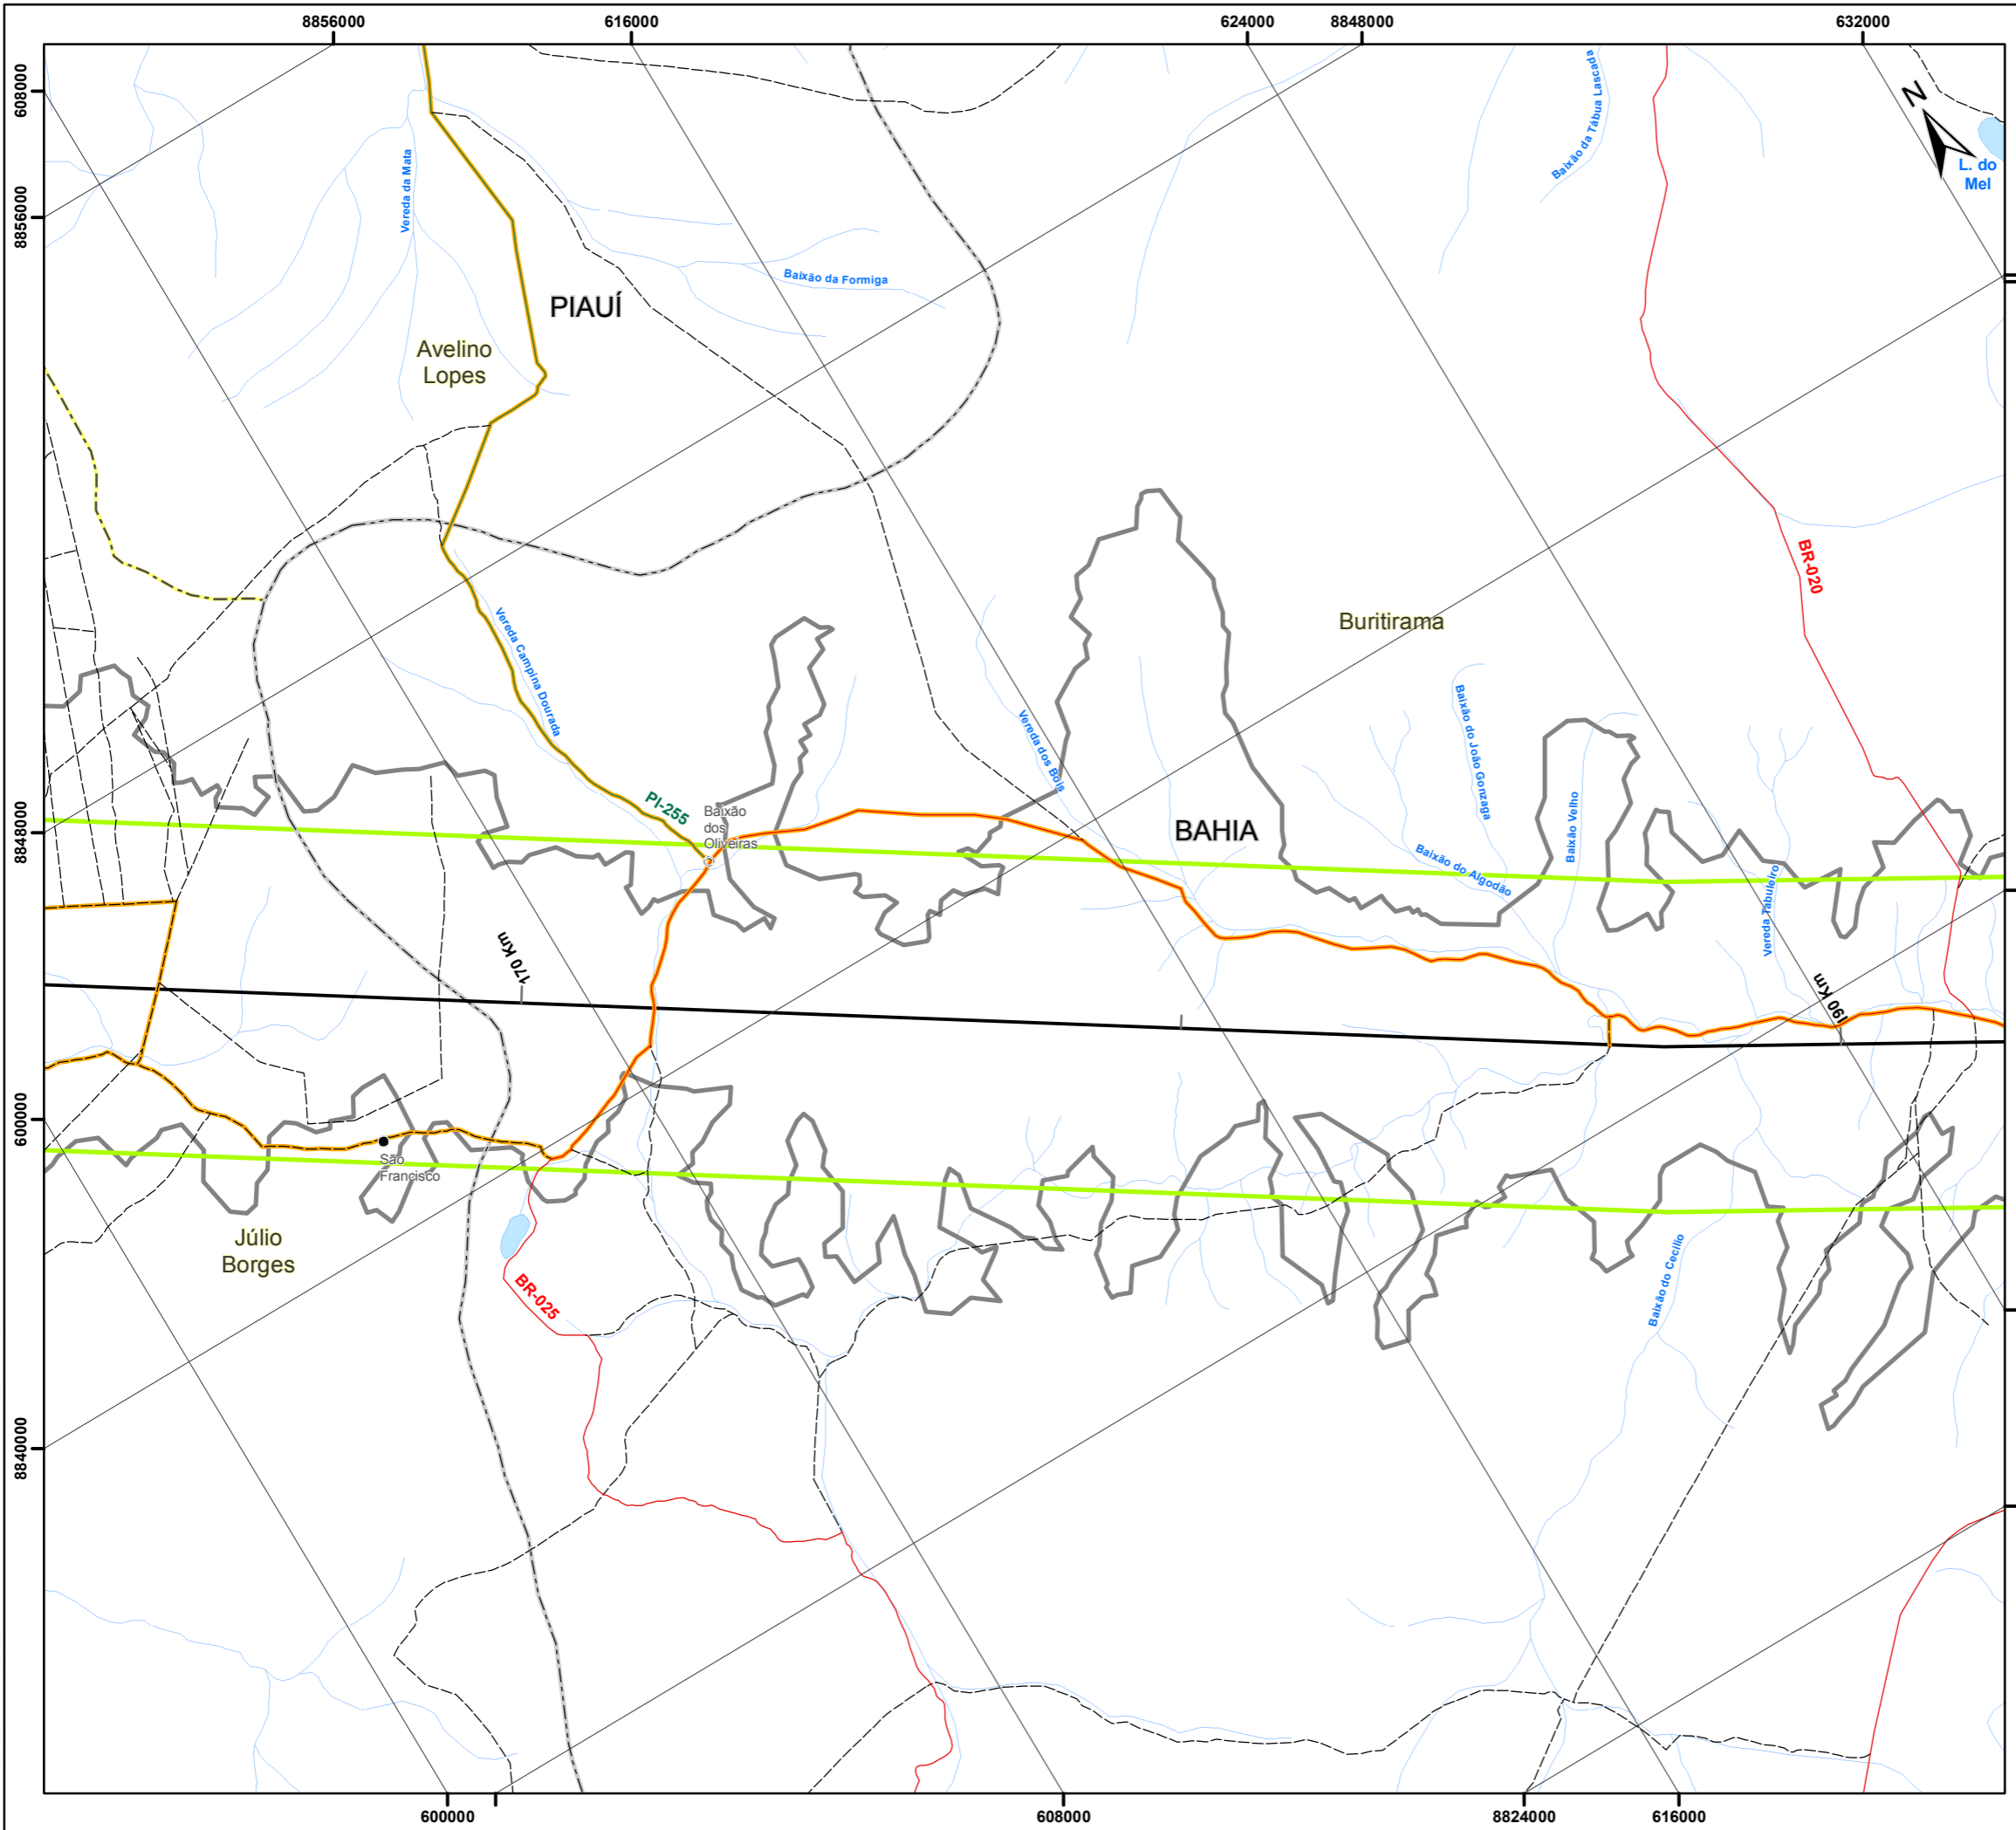 8856000
616000
624000
8848000
632000
608000
8856000
8848000
600000
8840000
N
L. do
Mel
Baixão da Tábua Lascada
Vereda da Mata
Baixão da Formiga
PIAUÍ
Avelino
Lopes
BR-020
Buritirama
Vereda Campina Dourada
Vereda dos Bois
Baixão do João Gonzaga
Baixão Velho
PI-255
Baixão
dos
Oliveiras
BAHIA
Baixão do Algodão
Vereda Tabuleiro
170 Km
190 Km
São
Francisco
Júlio
Borges
BR-025
Baixão do Cecílio
600000
608000
8824000
616000